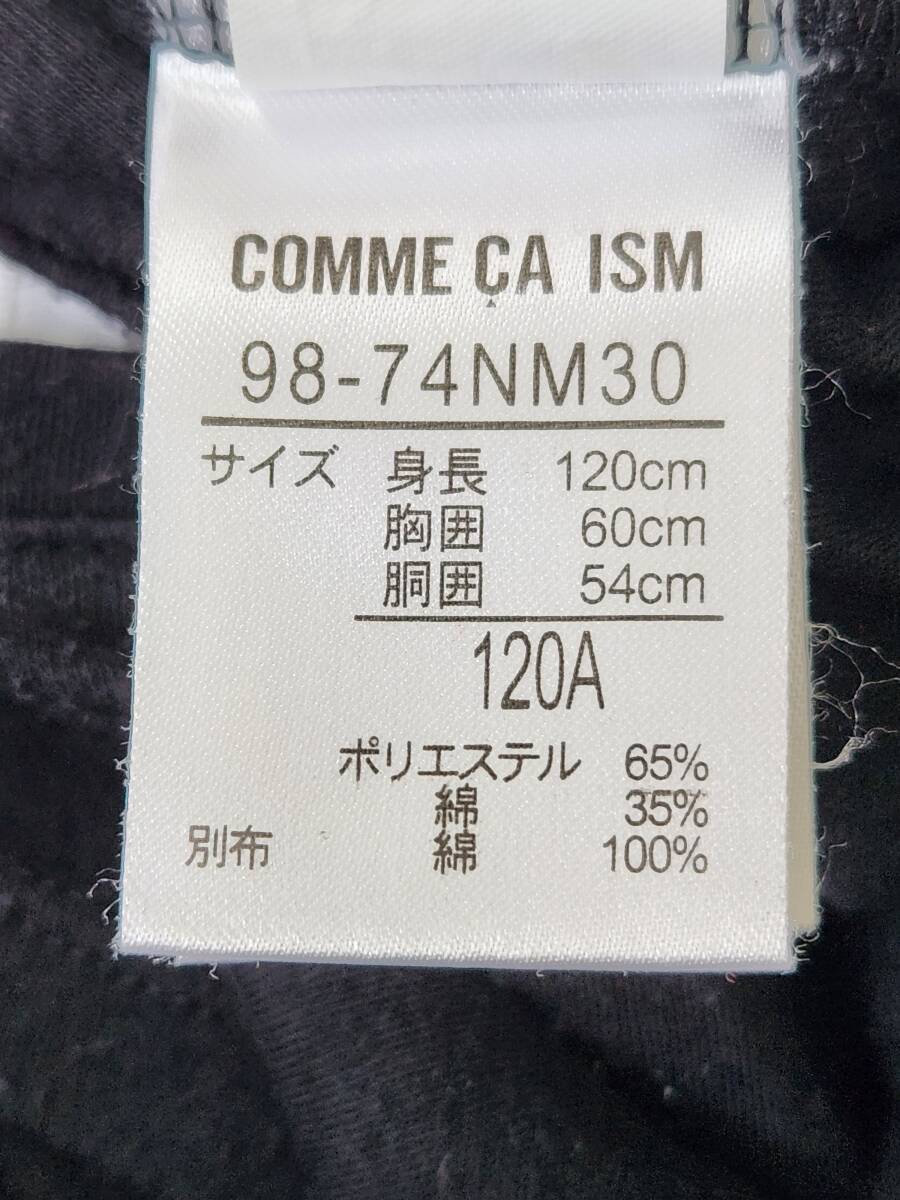 COMME ÇA ISM
98-74NM30
サイズ 身長 120cm
胸囲 60cm
胴囲 54cm
120A
ポリエステル 65%
綿 35%
別布 綿 100%